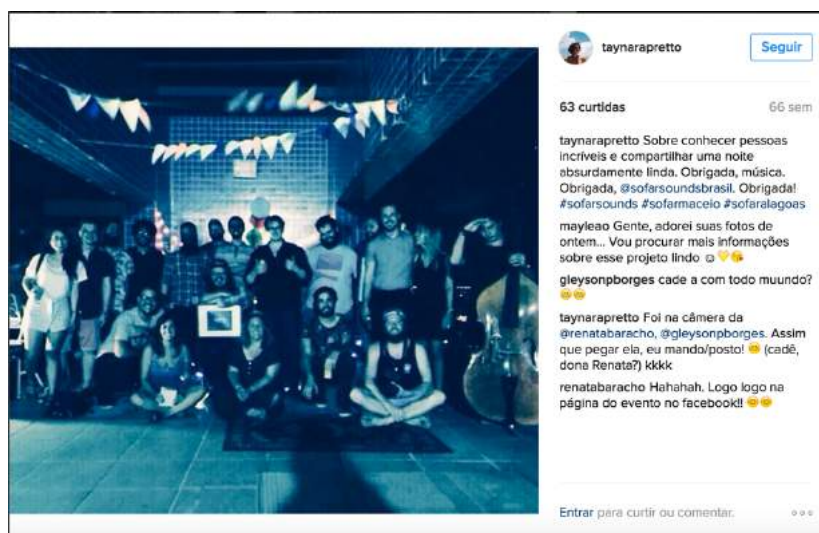 taynarapretto
Seguir
63 curtidas
66 sem
taynarapretto Sobre conhecer pessoas
incríveis e compartilhar uma noite
absurdamente linda. Obrigada, música.
Obrigada, @sofarsoundsbrasil. Obrigada!
#sofarsounds #sofarmaceio #sofaralagoas
mayleao Gente, adorei suas fotos de
ontem... Vou procurar mais informações
sobre esse projeto lindo ☺💛😘
gleysonpborges cade a com todo muundo?
taynarapretto Foi na câmera da
@renatabaracho, @gleysonpborges. Assim
que pegar ela, eu mando/posto! (cadê,
dona Renata?) kkkk
renatabaracho Hahahah. Logo logo na
página do evento no facebook!!
Entrar para curtir ou comentar.